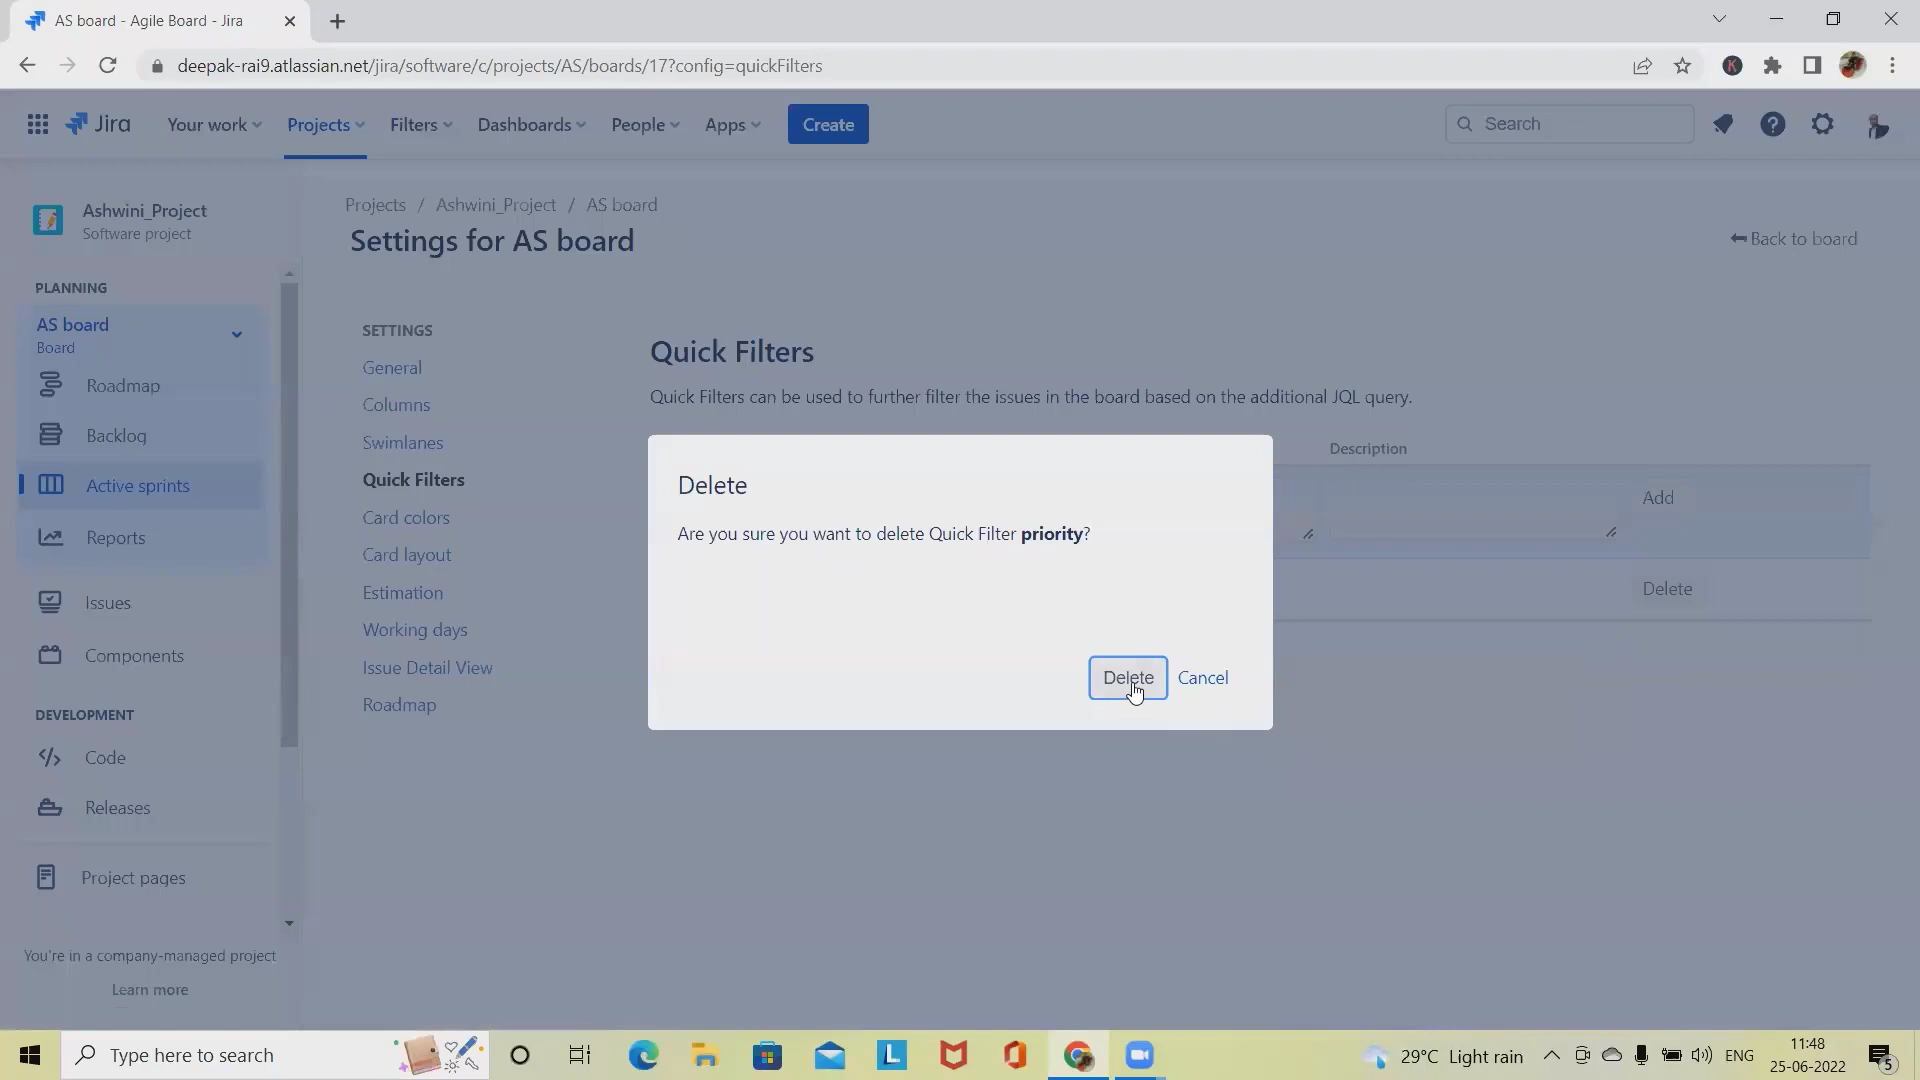 AS board - Agile Board - Jira
deepak-rai9.atlassian.net/jira/software/c/projects/AS/boards/17?config=quickFilters
K
Jira
Your work
Projects
Filters
Dashboards
People
Apps
Create
Search
Ashwini_Project
Software project
Projects / Ashwini_Project / AS board
Settings for AS board
Back to board
PLANNING
AS board
Board
Roadmap
Backlog
Active sprints
Reports
Issues
Components
DEVELOPMENT
Code
Releases
Project pages
You're in a company-managed project
Learn more
SETTINGS
General
Columns
Swimlanes
Quick Filters
Card colors
Card layout
Estimation
Working days
Issue Detail View
Roadmap
Quick Filters
Quick Filters can be used to further filter the issues in the board based on the additional JQL query.
Description
Add
Delete
Delete
Are you sure you want to delete Quick Filter priority?
Delete
Cancel
Type here to search
L
29°C Light rain
ENG
11:48
25-06-2022
5